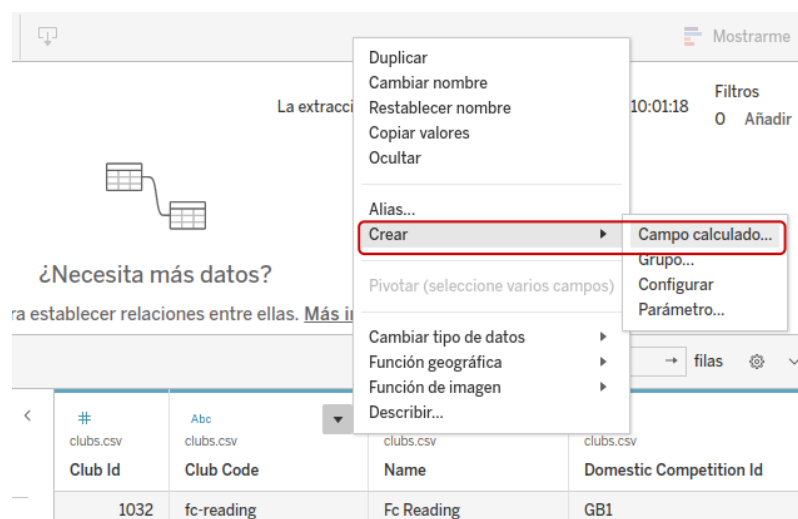 Mostrarme
La extracci
10:01:18
Filtros
0 Añadir
Duplicar
Cambiar nombre
Restablecer nombre
Copiar valores
Ocultar
Alias...
Crear
Campo calculado...
Grupo...
Configurar
Parámetro...
Pivotar (seleccione varios campos)
Cambiar tipo de datos
Función geográfica
Función de imagen
Describir...
¿Necesita más datos?
ra establecer relaciones entre ellas. Más i
filas
#
Abc
clubs.csv
clubs.csv
clubs.csv
clubs.csv
Club Id
Club Code
Name
Domestic Competition Id
1032
fc-reading
Fc Reading
GB1